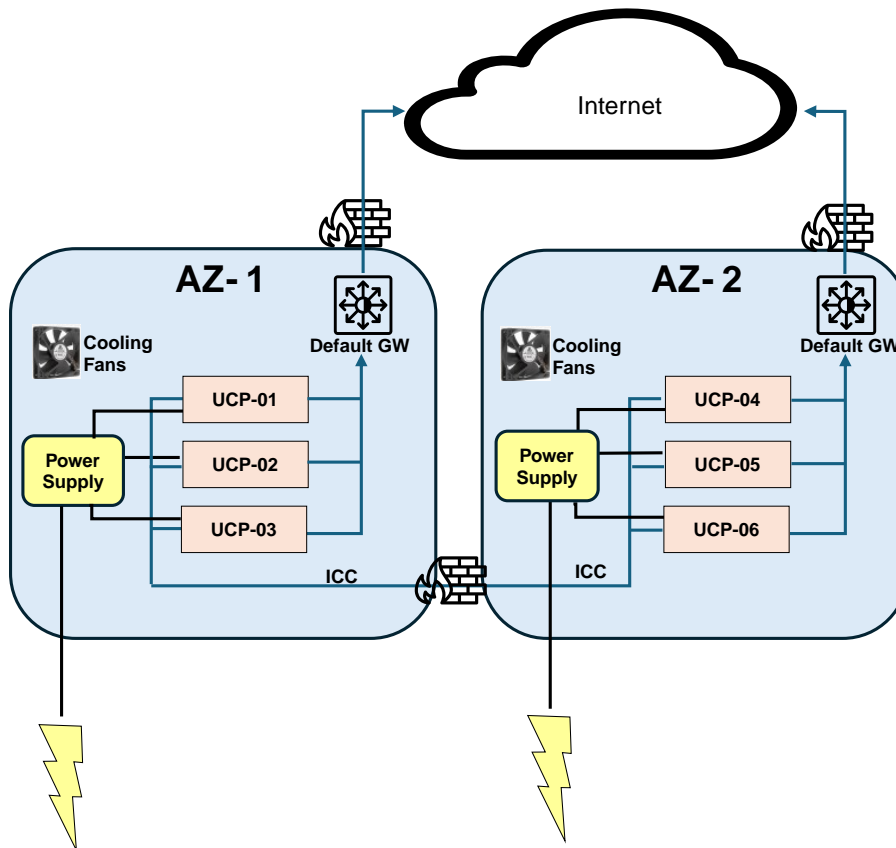 Internet
AZ- 1
Default GW
Cooling
Fans
UCP-01
UCP-02
UCP-03
Power
Supply
ICC
AZ- 2
Default GW
Cooling
Fans
UCP-04
UCP-05
UCP-06
Power
Supply
ICC